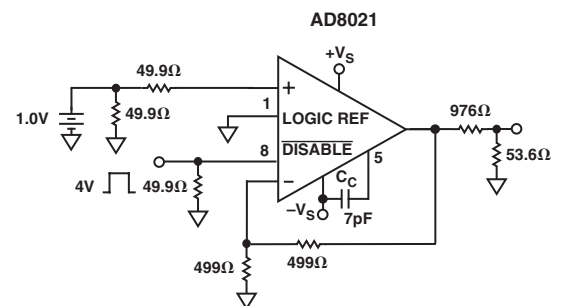 AD8021
+VS
49.9Ω
49.9Ω
1.0V
+
1
LOGIC REF
8
DISABLE
5
976Ω
53.6Ω
4V
49.9Ω
−
CC
−VS
7pF
499Ω
499Ω